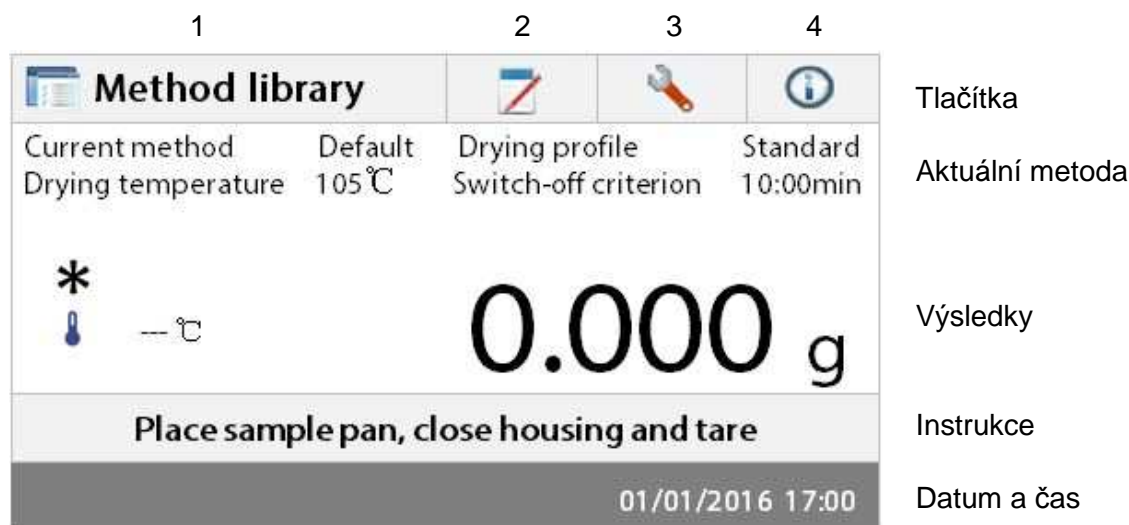 1 2 3 4
Method library
Tlačítka
Current method Default Drying profile Standard
Drying temperature 105℃ Switch-off criterion 10:00min
Aktuální metoda
*
--- ℃
0.000 g
Výsledky
Place sample pan, close housing and tare
Instrukce
01/01/2016 17:00
Datum a čas